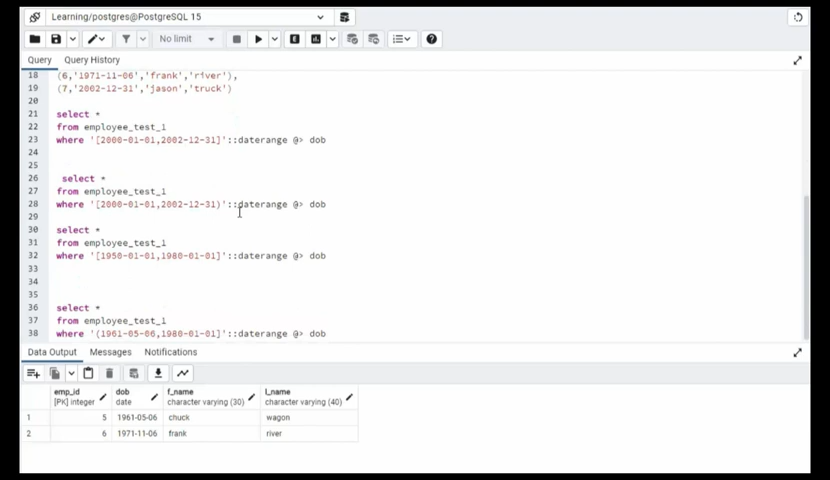 Learning/postgres@PostgreSQL 15
No limit
E
Query Query History
18 (6,'1971-11-06','frank','river'),
19 (7,'2002-12-31','jason','truck')
20
21 select *
22 from employee_test_1
23 where '[2000-01-01,2002-12-31]'::daterange @> dob
24
25
26 select *
27 from employee_test_1
28 where '[2000-01-01,2002-12-31)'::daterange @> dob
29
30 select *
31 from employee_test_1
32 where '[1950-01-01,1980-01-01]'::daterange @> dob
33
34
35
36 select *
37 from employee_test_1
38 where '(1961-05-06,1980-01-01]'::daterange @> dob
Data Output Messages Notifications
emp_id dob f_name l_name
[PK] integer date character varying (30) character varying (40)
1 5 1961-05-06 chuck wagon
2 6 1971-11-06 frank river